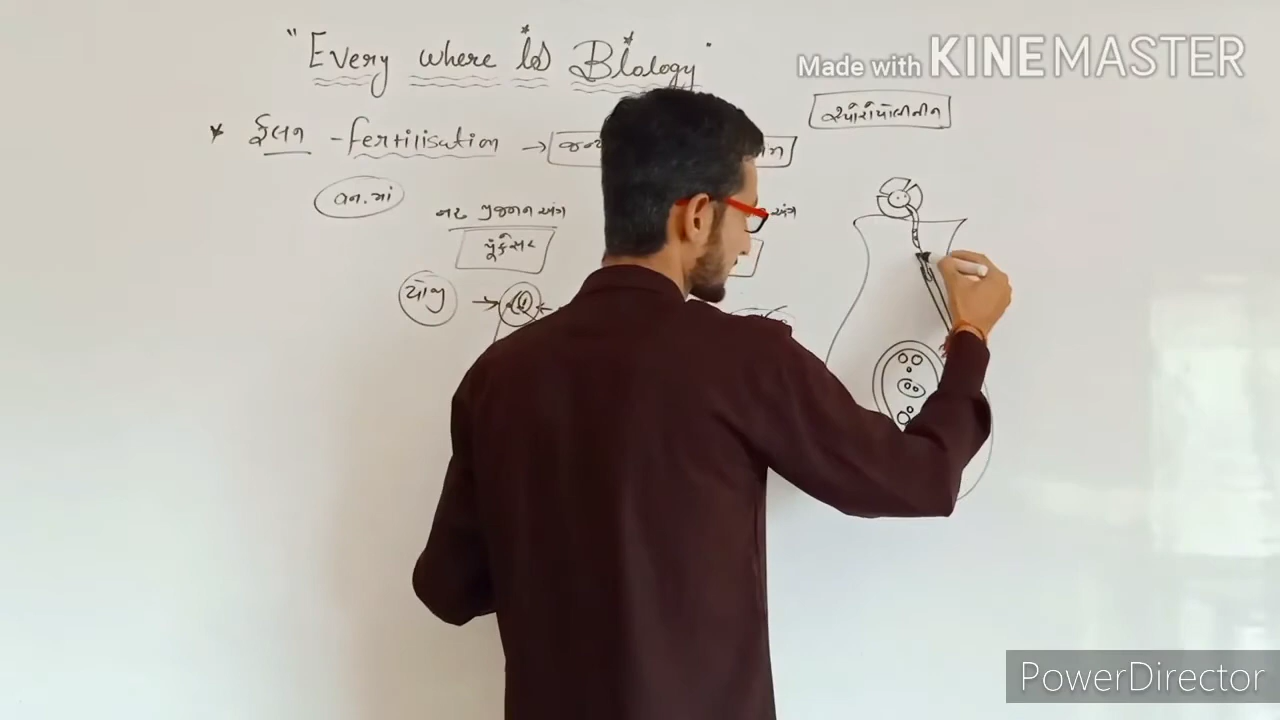 "Every where is Biology"
Made with KINEMASTER
સ્પોરોપોલીનીન
* ફલન - fertilisation →
વન.માં
નર પ્રજનન અંગ
અંગ
પુંકેસર
PowerDirector